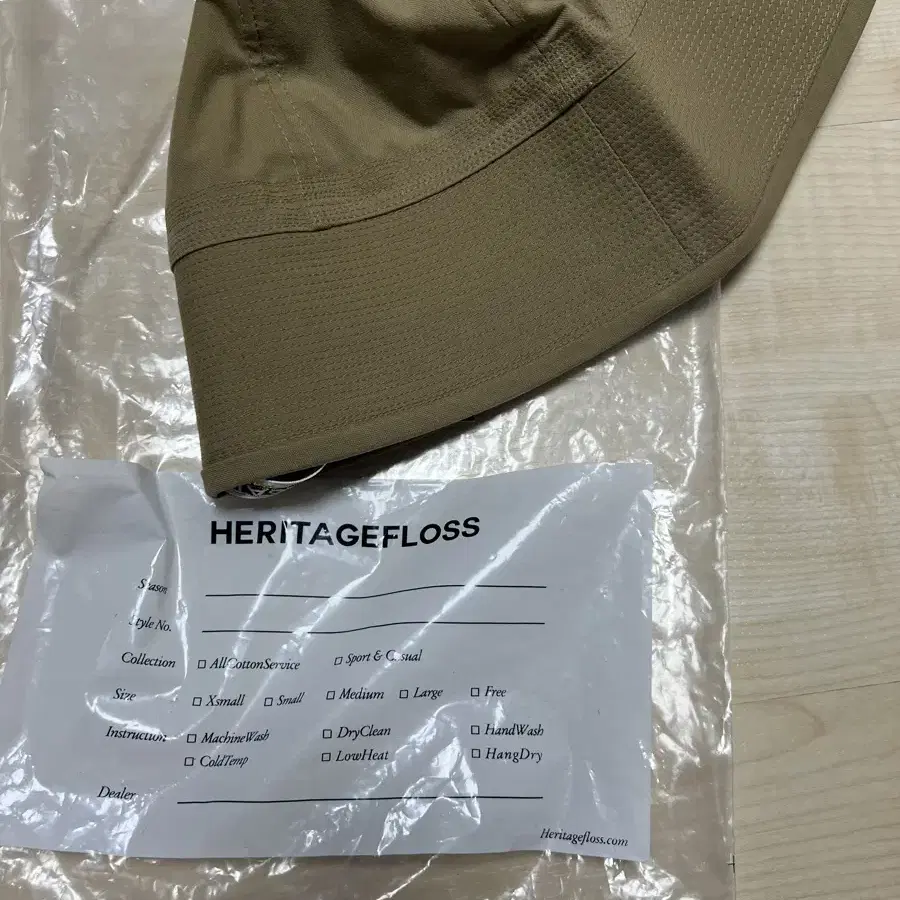 HERITAGEFLOSS
Season
Style No.
Collection □ AllCottonService □ Sport & Casual
Size □ Xsmall □ Small □ Medium □ Large □ Free
Instruction □ MachineWash □ DryClean □ HandWash
□ ColdTemp □ LowHeat □ HangDry
Dealer
Heritagefloss.com